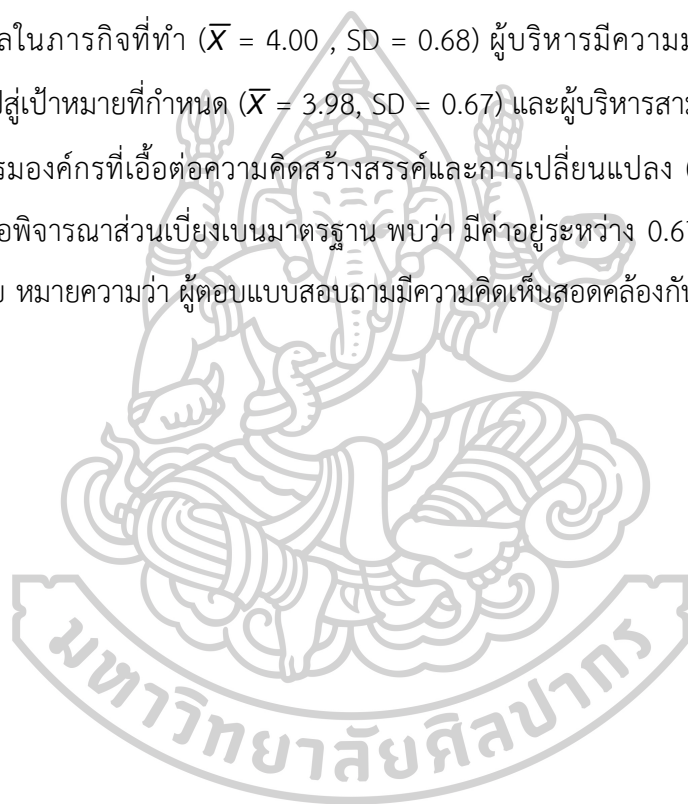 ลในภารกิจที่ทำ (X̅ = 4.00 , SD = 0.68) ผู้บริหารมีความ
สู่เป้าหมายที่กำหนด (X̅ = 3.98, SD = 0.67) และผู้บริหารสา
รมองค์กรที่เอื้อต่อความคิดสร้างสรรค์และการเปลี่ยนแปลง (
อพิจารณาส่วนเบี่ยงเบนมาตรฐาน พบว่า มีค่าอยู่ระหว่าง 0.6
หมายความว่า ผู้ตอบแบบสอบถามมีความคิดเห็นสอดคล้องกัน
มหาวิทยาลัยศิลปากร